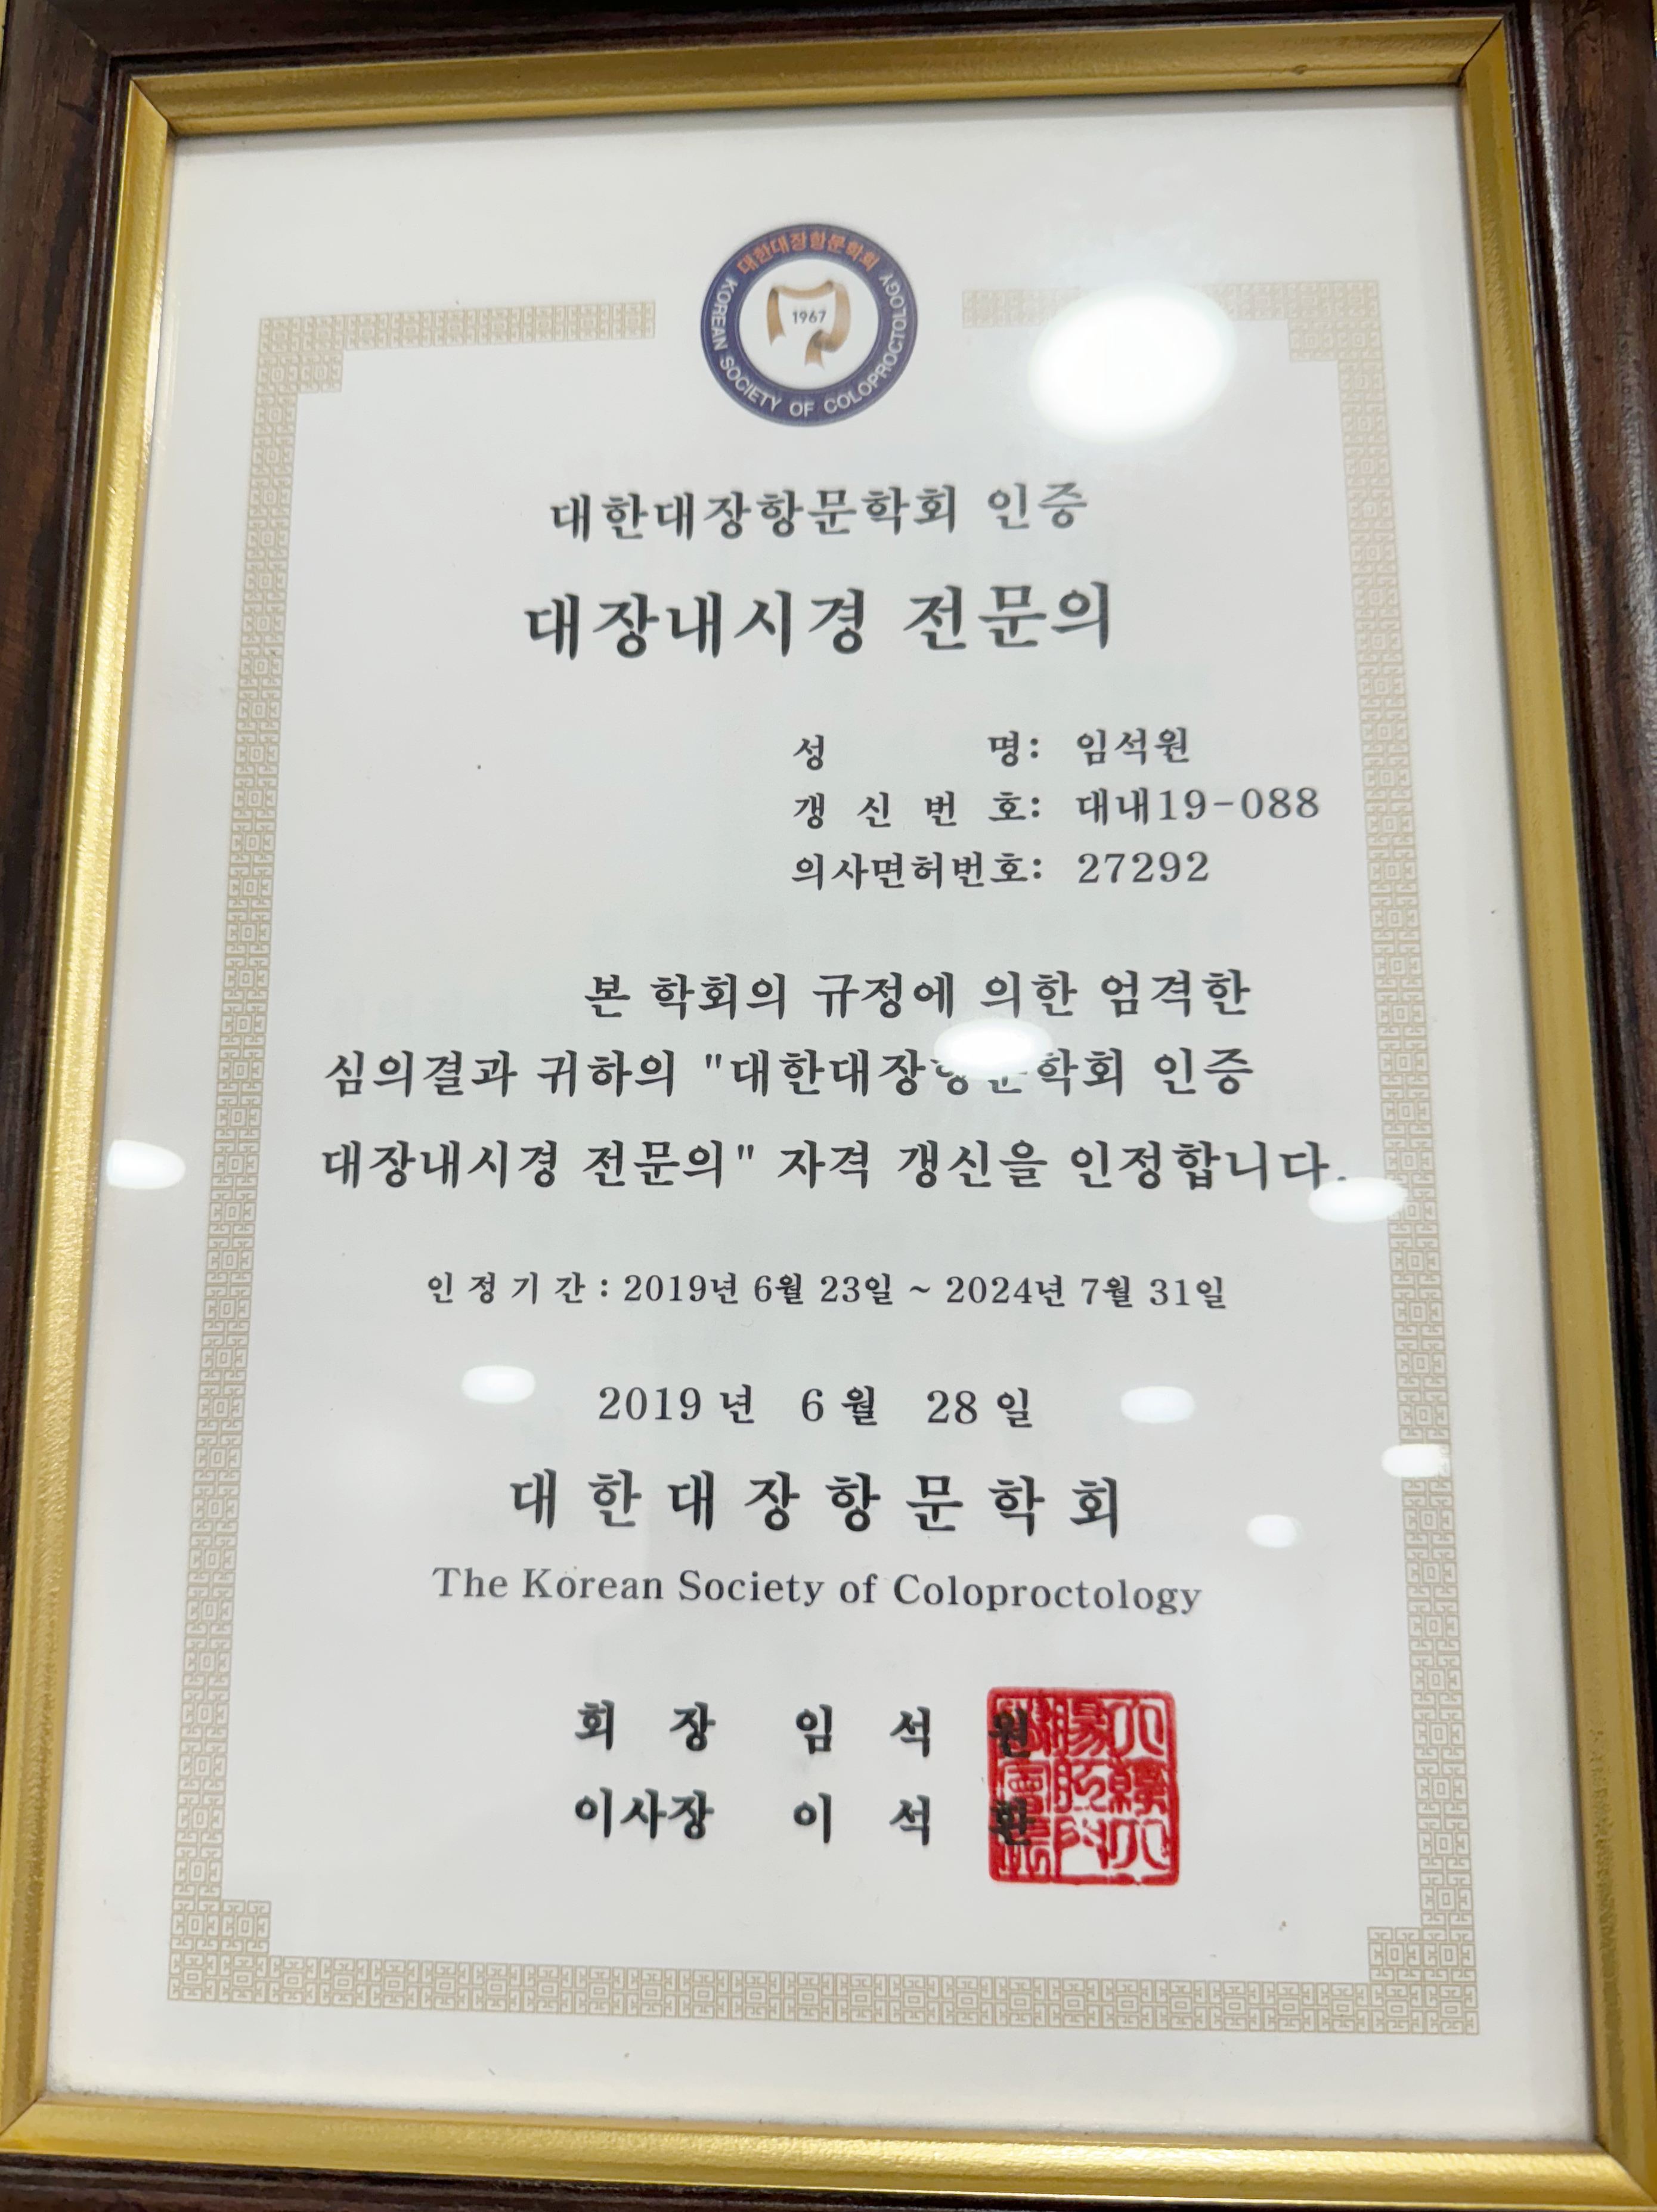 대한대장항문학회
KOREAN SOCIETY OF COLOPROCTOLOGY
1967
대한대장항문학회 인증
대장내시경 전문의
성 명: 임석원
갱 신 번 호: 대내19-088
의사면허번호: 27292
본 학회의 규정에 의한 엄격한
심의결과 귀하의 "대한대장항문학회 인증
대장내시경 전문의" 자격 갱신을 인정합니다.
인 정 기 간 : 2019년 6월 23일 ~ 2024년 7월 31일
2019 년 6 월 28 일
대 한 대 장 항 문 학 회
The Korean Society of Coloproctology
회 장 임 석 원
이사장 이 석 환